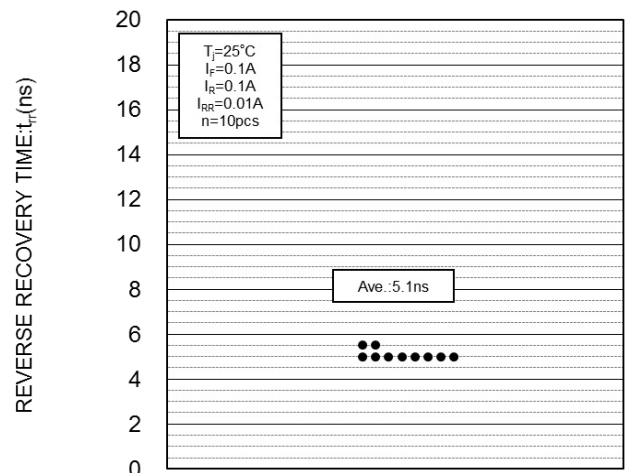 REVERSE RECOVERY TIME:trr(ns)
20
18
16
14
12
10
8
6
4
2
0
Tj=25°C
IF=0.1A
IR=0.1A
IRR=0.01A
n=10pcs
Ave.:5.1ns